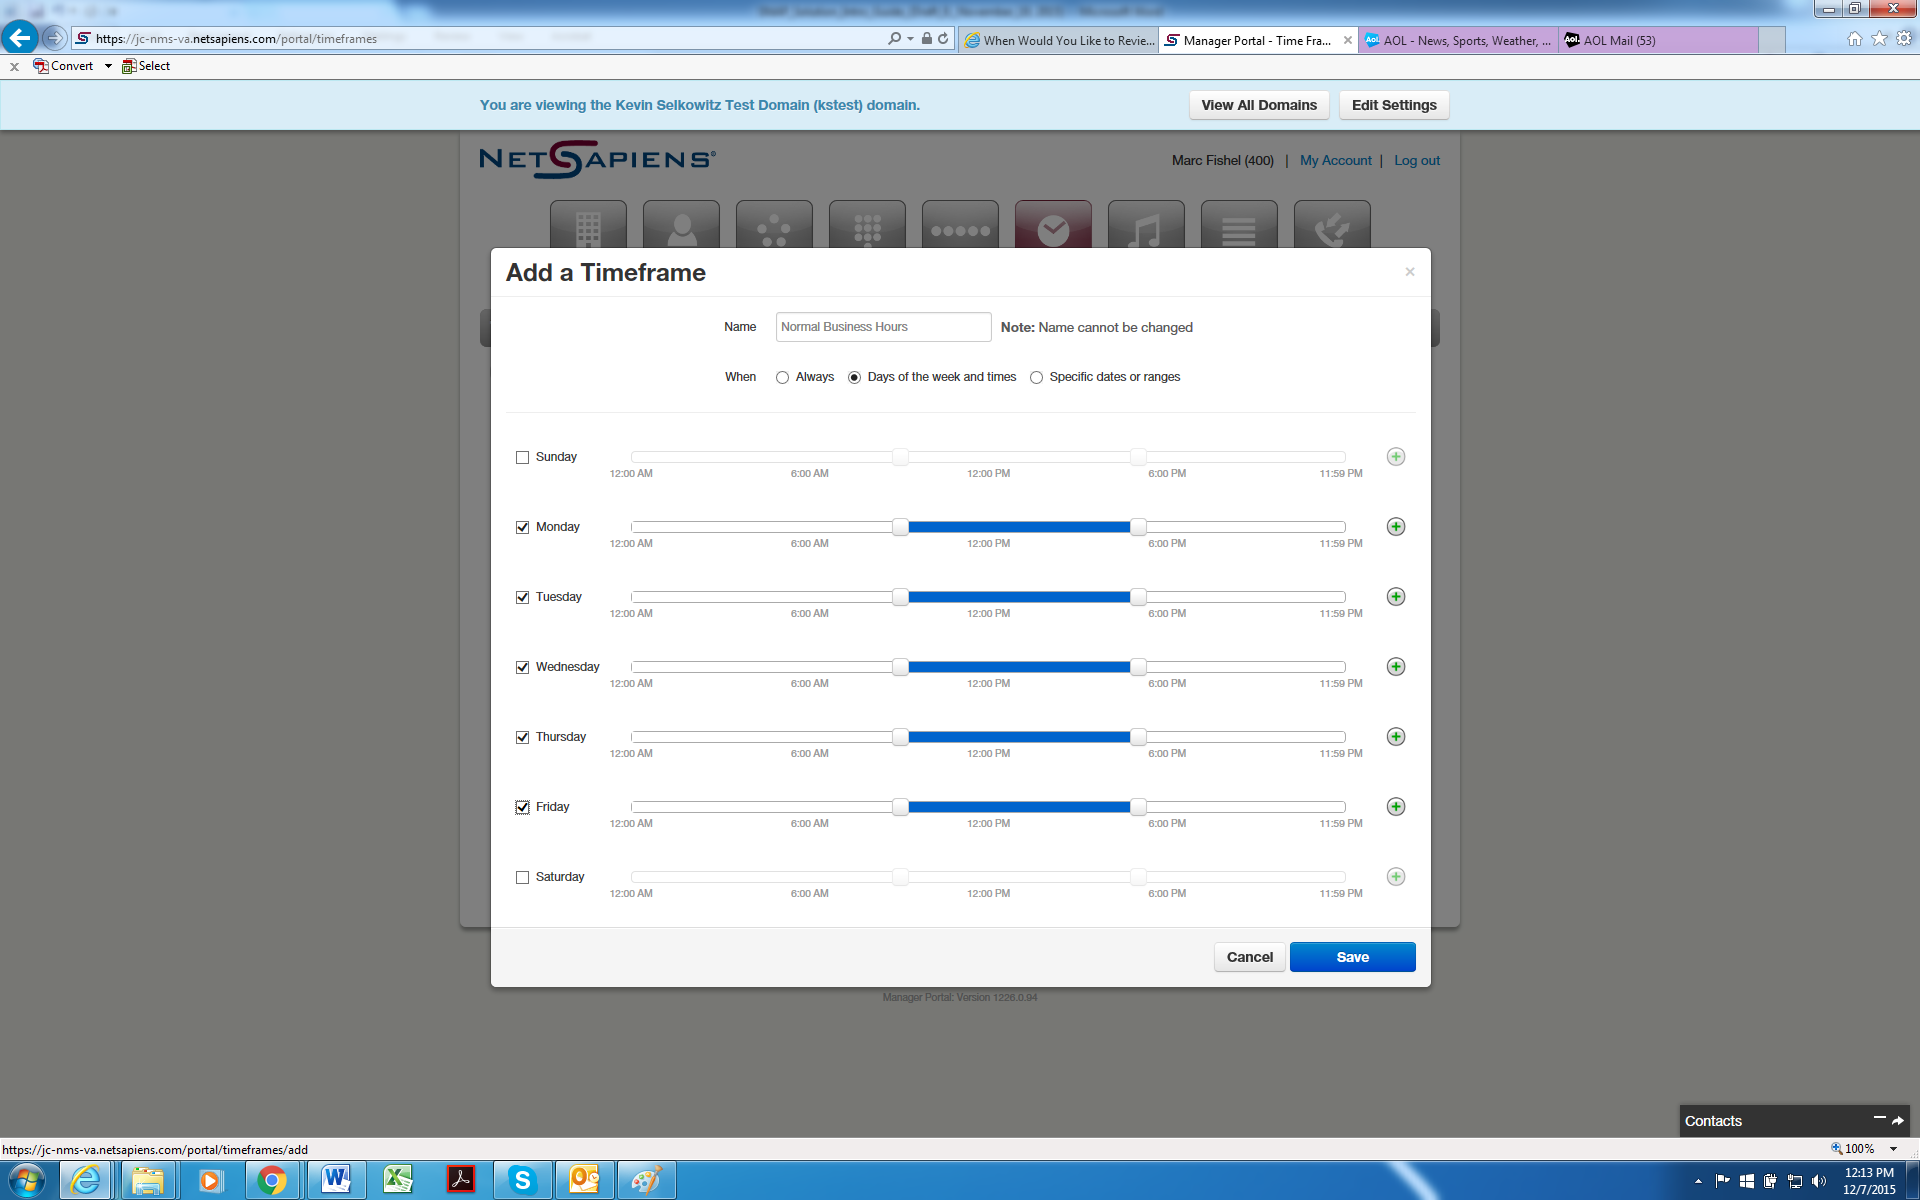 https://jc-nms-va.netsapiens.com/portal/timeframes
When Would You Like to Revie...
Manager Portal - Time Fra...
AOL - News, Sports, Weather, ...
AOL Mail (53)
x Convert Select
You are viewing the Kevin Selkowitz Test Domain (kstest) domain.
View All Domains
Edit Settings
NETSAPIENS®
Marc Fishel (400) | My Account | Log out
Add a Timeframe
×
Name Normal Business Hours Note: Name cannot be changed
When Always Days of the week and times Specific dates or ranges
Sunday
12:00 AM 6:00 AM 12:00 PM 6:00 PM 11:59 PM
Monday
12:00 AM 6:00 AM 12:00 PM 6:00 PM 11:59 PM
Tuesday
12:00 AM 6:00 AM 12:00 PM 6:00 PM 11:59 PM
Wednesday
12:00 AM 6:00 AM 12:00 PM 6:00 PM 11:59 PM
Thursday
12:00 AM 6:00 AM 12:00 PM 6:00 PM 11:59 PM
Friday
12:00 AM 6:00 AM 12:00 PM 6:00 PM 11:59 PM
Saturday
12:00 AM 6:00 AM 12:00 PM 6:00 PM 11:59 PM
Cancel Save
Manager Portal: Version 1226.0.94
Contacts
https://jc-nms-va.netsapiens.com/portal/timeframes/add
100%
12:13 PM
12/7/2015